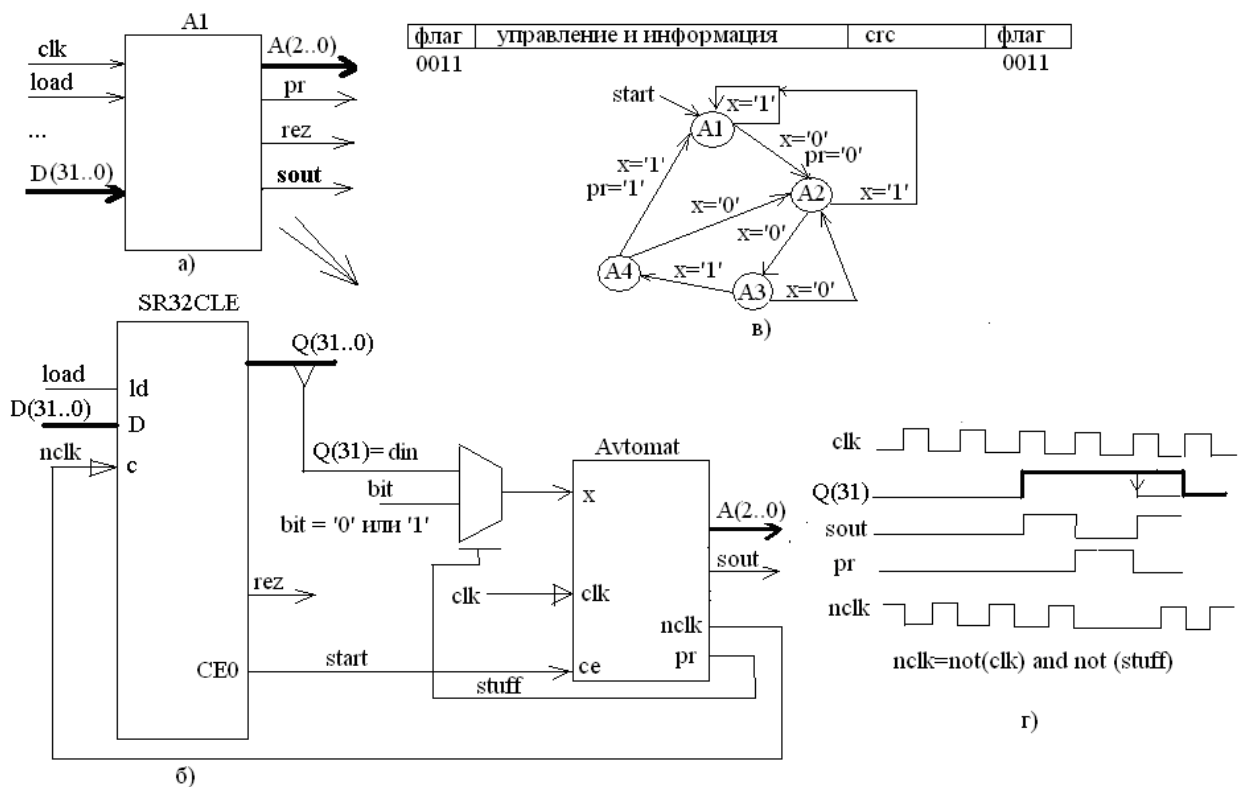 A1
clk
load
...
D(31..0)
A(2..0)
pr
rez
sout
а)
флаг управление и информация crc флаг
0011 0011
start
x='1'
A1
x='0'
pr='0'
x='1'
pr='1'
A2
x='1'
x='0'
x='0'
A4
x='1'
A3
x='0'
в)
SR32CLE
Q(31..0)
load
ld
D(31..0)
D
nclk
c
Q(31)= din
bit
bit = '0' или '1'
rez
CE0
start
stuff
Avtomat
x
A(2..0)
sout
clk
clk
nclk
pr
ce
б)
clk
Q(31)
sout
pr
nclk
nclk=not(clk) and not (stuff)
г)